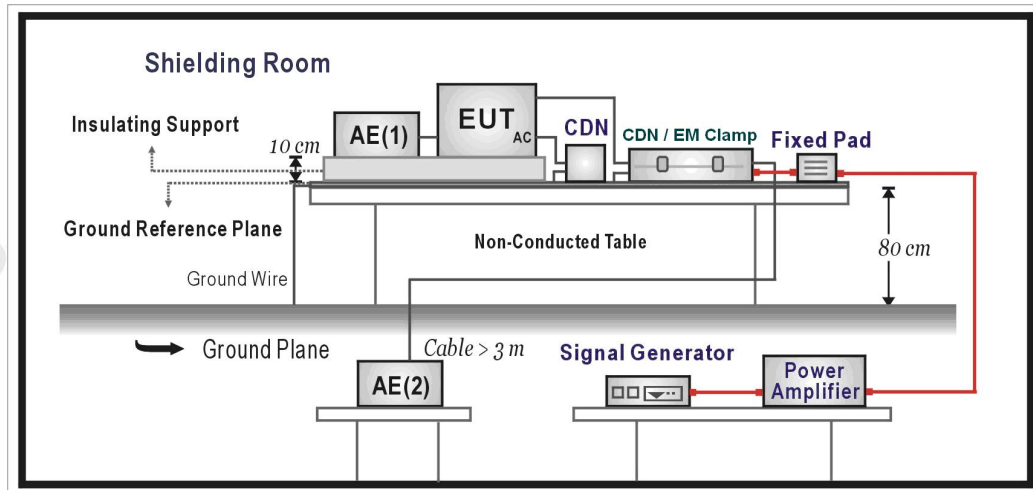 Shielding Room
Insulating Support
10 cm
AE(1)
EUT
AC
CDN
CDN / EM Clamp
Fixed Pad
Ground Reference Plane
Non-Conducted Table
80 cm
Ground Wire
Ground Plane
Cable > 3 m
Signal Generator
AE(2)
Power
Amplifier